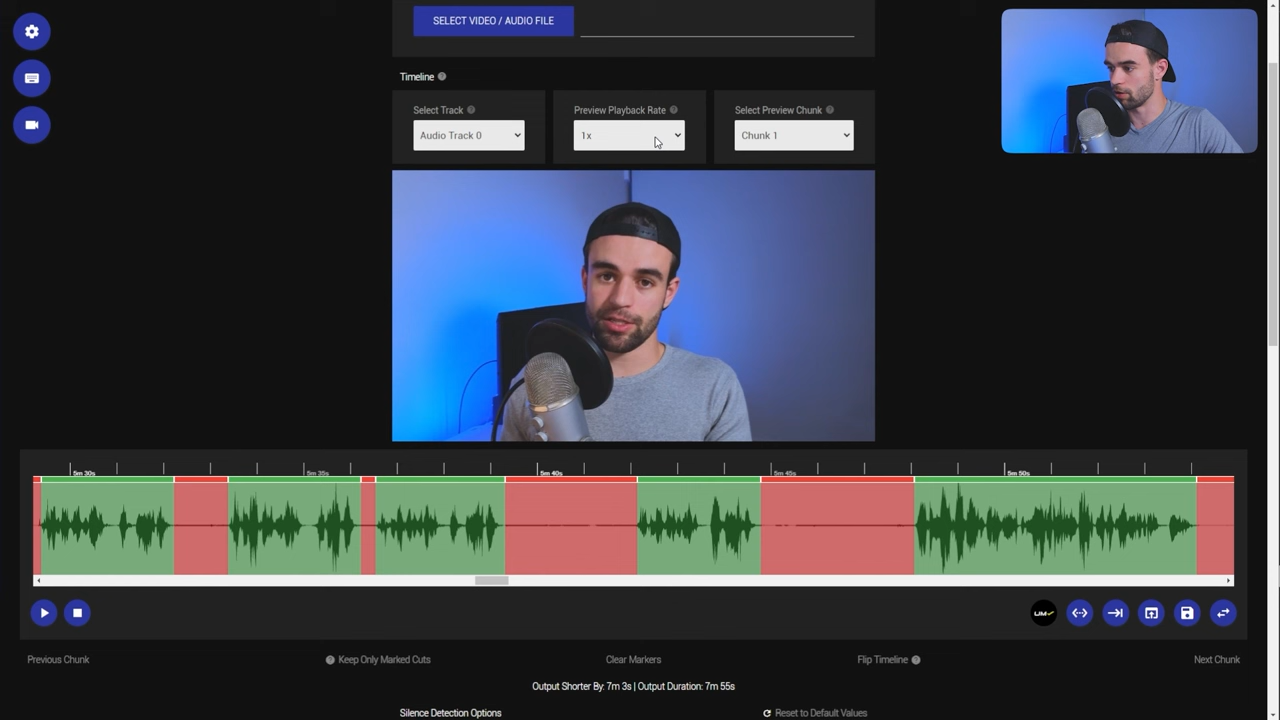 SELECT VIDEO / AUDIO FILE
Timeline
Select Track
Preview Playback Rate
Select Preview Chunk
Audio Track 0
1x
Chunk 1
5m 30s
5m 35s
5m 40s
5m 45s
5m 50s
Previous Chunk
Keep Only Marked Cuts
Clear Markers
Flip Timeline
Next Chunk
Output Shorter By: 7m 3s | Output Duration: 7m 55s
Silence Detection Options
Reset to Default Values